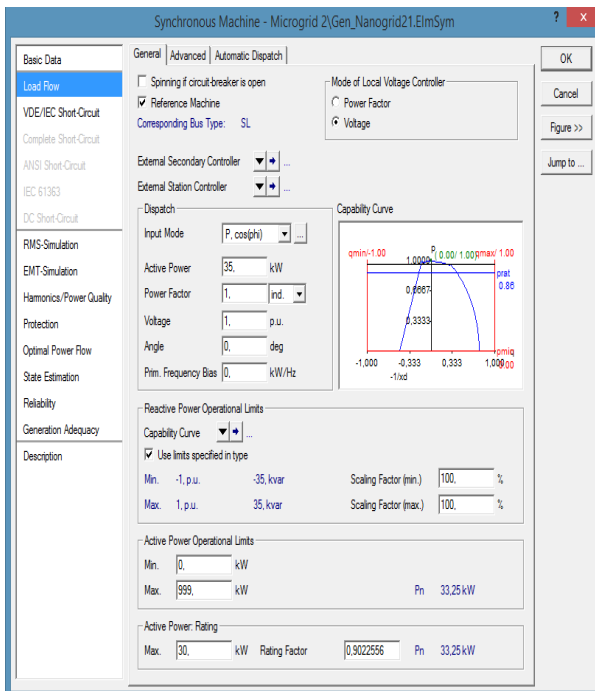 Synchronous Machine - Microgrid 2\Gen_Nanogrid21.ElmSym
? x
Basic Data
Load Flow
VDE/IEC Short-Circuit
Complete Short-Circuit
ANSI Short-Circuit
IEC 61363
DC Short-Circuit
RMS-Simulation
EMT-Simulation
Harmonics/Power Quality
Protection
Optimal Power Flow
State Estimation
Reliability
Generation Adequacy
Description
General Advanced Automatic Dispatch
Spinning if circuit-breaker is open
Reference Machine
Corresponding Bus Type: SL
Mode of Local Voltage Controller
Power Factor
Voltage
External Secondary Controller ...
External Station Controller ...
Dispatch
Input Mode P, cos(phi) ...
Active Power 35, kW
Power Factor 1, ind.
Voltage 1, p.u.
Angle 0, deg
Prim. Frequency Bias 0, kW/Hz
Capability Curve
qmin/-1.00 p ( 0.00/ 1.00) qmax/ 1.00
1.0000
prat
0.86
0,6667
0,3333
pmin
0.00
-1,000 -0,333 0,333 1,000
q
-1/xd
Reactive Power Operational Limits
Capability Curve ...
Use limits specified in type
Min. -1, p.u. -35, kvar Scaling Factor (min.) 100, %
Max. 1, p.u. 35, kvar Scaling Factor (max.) 100, %
Active Power Operational Limits
Min. 0, kW
Max. 999, kW Pn 33,25 kW
Active Power: Rating
Max. 30, kW Rating Factor 0,9022556 Pn 33,25 kW
OK
Cancel
Figure >>
Jump to ...